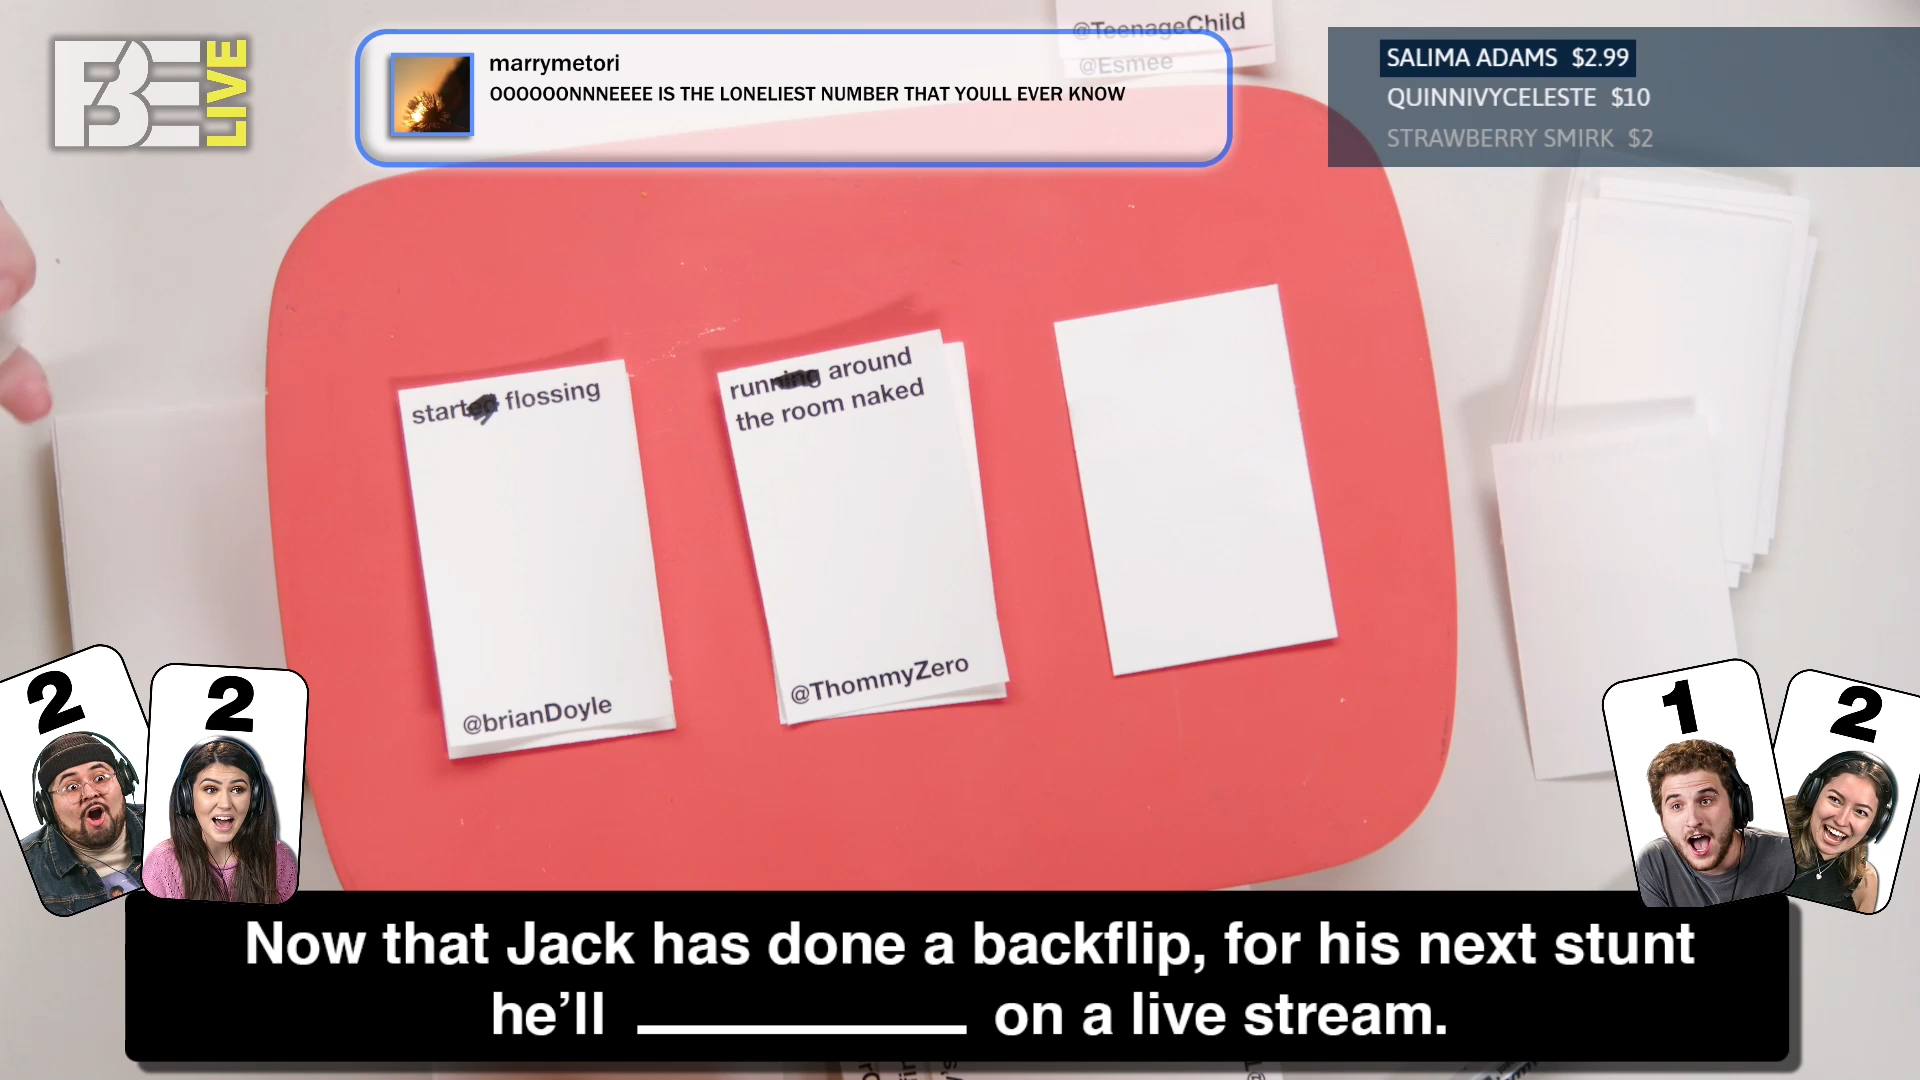 FBE LIVE
marrymetori
OOOOOONNNEEEE IS THE LONELIEST NUMBER THAT YOULL EVER KNOW
@TeenageChild
@Esmee
SALIMA ADAMS $2.99
QUINNIVYCELESTE $10
STRAWBERRY SMIRK $2
started flossing
@brianDoyle
running around
the room naked
@ThommyZero
2
2
1
2
Now that Jack has done a backflip, for his next stunt
he’ll ________ on a live stream.